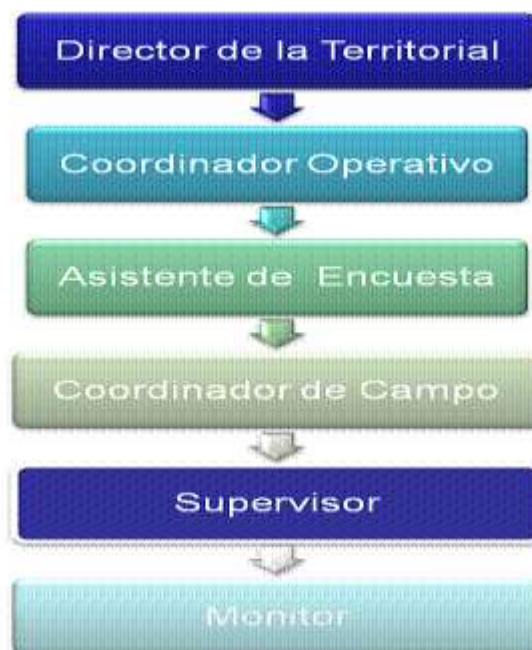 Director de la Territorial
Coordinador Operativo
Asistente de Encuesta
Coordinador de Campo
Supervisor
Monitor